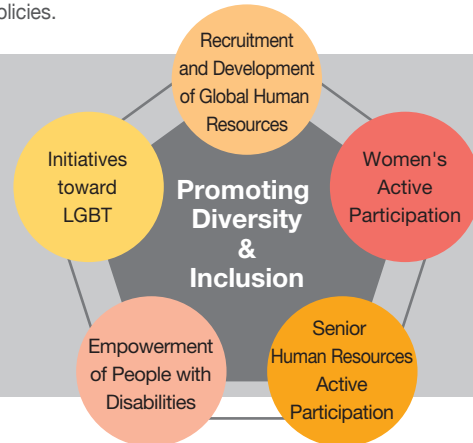 olicies.
Recruitment
and Development
of Global Human
Resources
Initiatives
toward
LGBT
Women's
Active
Participation
Promoting
Diversity
&
Inclusion
Empowerment
of People with
Disabilities
Senior
Human Resources
Active
Participation